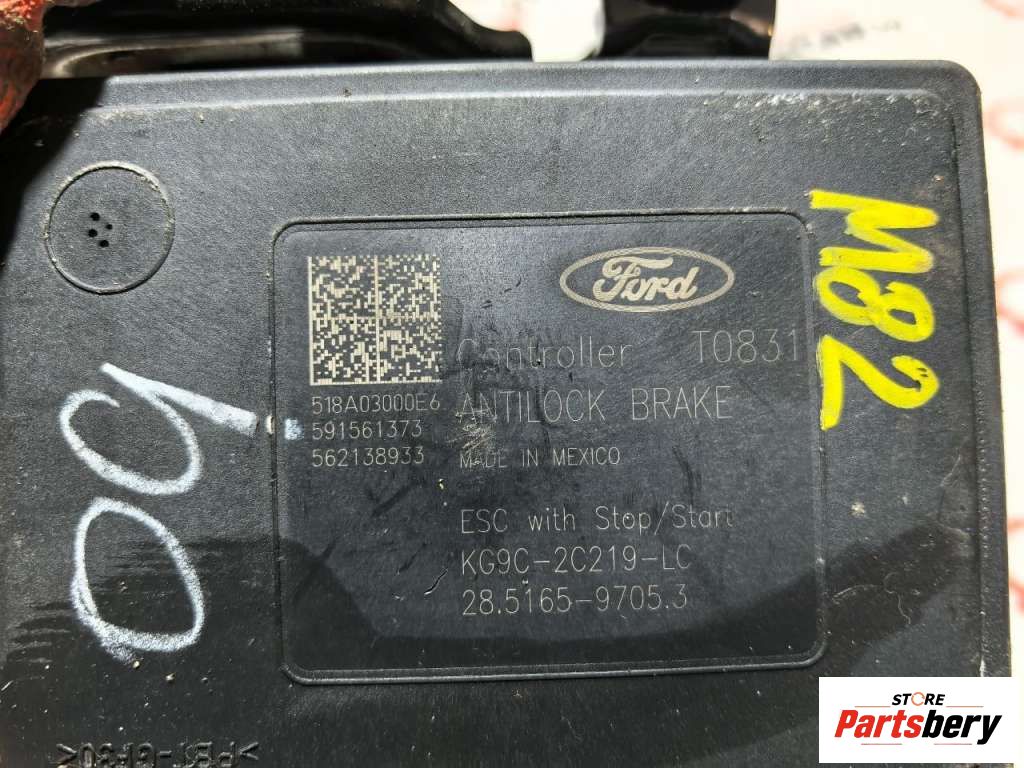 Ford
Controller T0831
518A03000E6 ANTILOCK BRAKE
591561373
562138933 MADE IN MEXICO
ESC with Stop/Start
KG9C-2C219-LC
28.5165-9705.3
M82
09
STORE
Partsbery